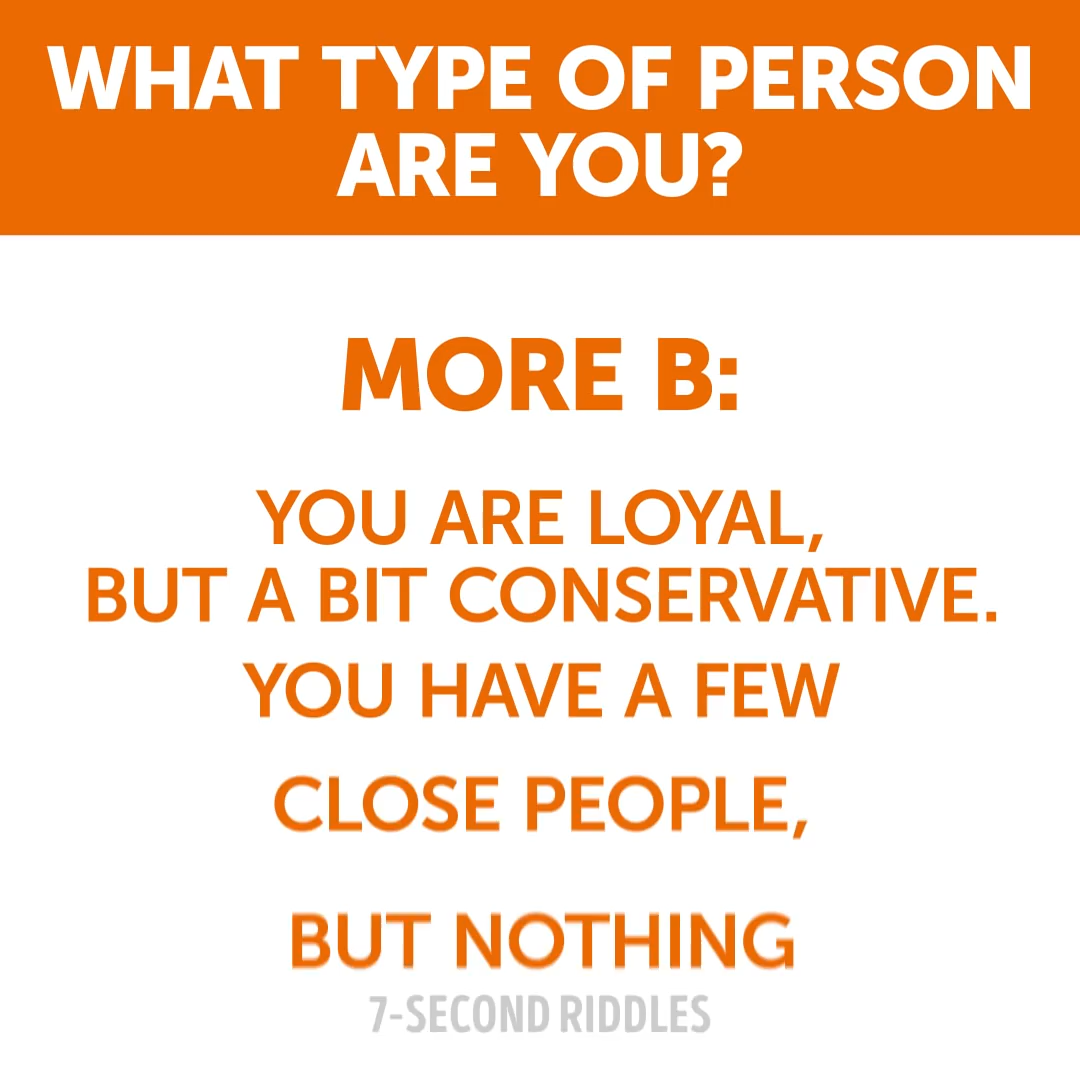 WHAT TYPE OF PERSON
ARE YOU?
MORE B:
YOU ARE LOYAL,
BUT A BIT CONSERVATIVE.
YOU HAVE A FEW
CLOSE PEOPLE,
BUT NOTHING
7-SECOND RIDDLES